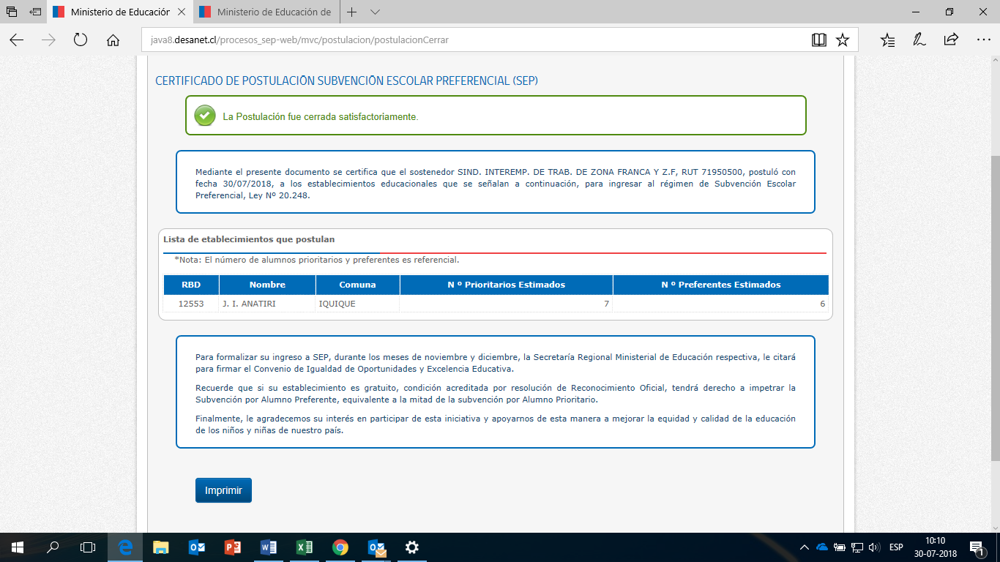 Ministerio de Educación
Ministerio de Educación de
java8.desanet.cl/procesos_sep-web/mvc/postulacion/postulacionCerrar
CERTIFICADO DE POSTULACIÓN SUBVENCIÓN ESCOLAR PREFERENCIAL (SEP)
La Postulación fue cerrada satisfactoriamente.
Mediante el presente documento se certifica que el sostenedor SIND. INTEREMP. DE TRAB. DE ZONA FRANCA Y Z.F, RUT 71950500, postuló con
fecha 30/07/2018, a los establecimientos educacionales que se señalan a continuación, para ingresar al régimen de Subvención Escolar
Preferencial, Ley Nº 20.248.
Lista de etablecimientos que postulan
*Nota: El número de alumnos prioritarios y preferentes es referencial.
RBD Nombre Comuna N º Prioritarios Estimados N º Preferentes Estimados
12553 J. I. ANATIRI IQUIQUE 7 6
Para formalizar su ingreso a SEP, durante los meses de noviembre y diciembre, la Secretaría Regional Ministerial de Educación respectiva, le citará
para firmar el Convenio de Igualdad de Oportunidades y Excelencia Educativa.
Recuerde que si su establecimiento es gratuito, condición acreditada por resolución de Reconocimiento Oficial, tendrá derecho a impetrar la
Subvención por Alumno Preferente, equivalente a la mitad de la subvención por Alumno Prioritario.
Finalmente, le agradecemos su interés en participar de esta iniciativa y apoyarnos de esta manera a mejorar la equidad y calidad de la educación
de los niños y niñas de nuestro país.
Imprimir
ESP
10:10
30-07-2018
1